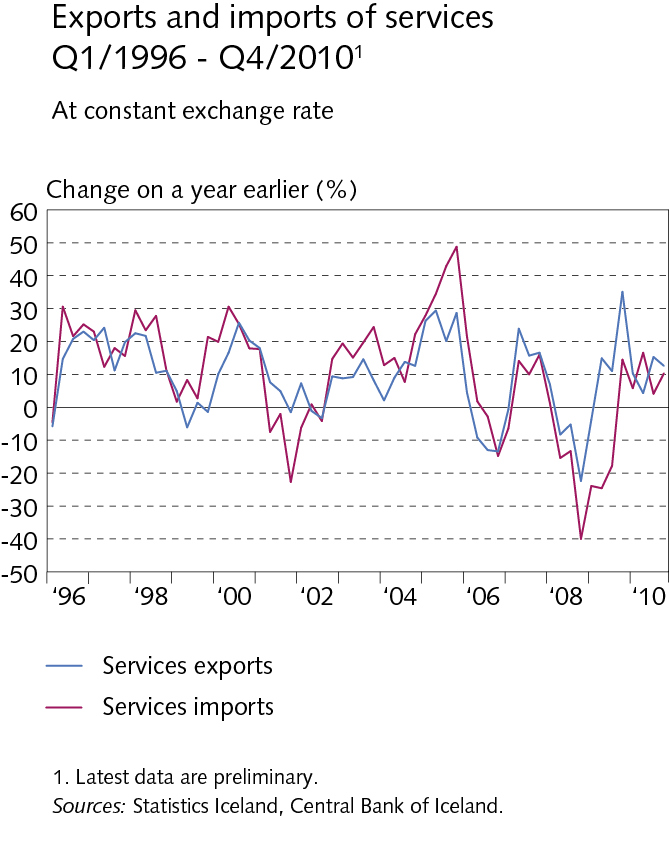 Exports and imports of services
Q1/1996 - Q4/2010¹
At constant exchange rate
Change on a year earlier (%)
60
50
40
30
20
10
0
-10
-20
-30
-40
-50
‘96 ‘98 ‘00 ‘02 ‘04 ‘06 ‘08 ‘10
Services exports
Services imports
1. Latest data are preliminary.
Sources: Statistics Iceland, Central Bank of Iceland.